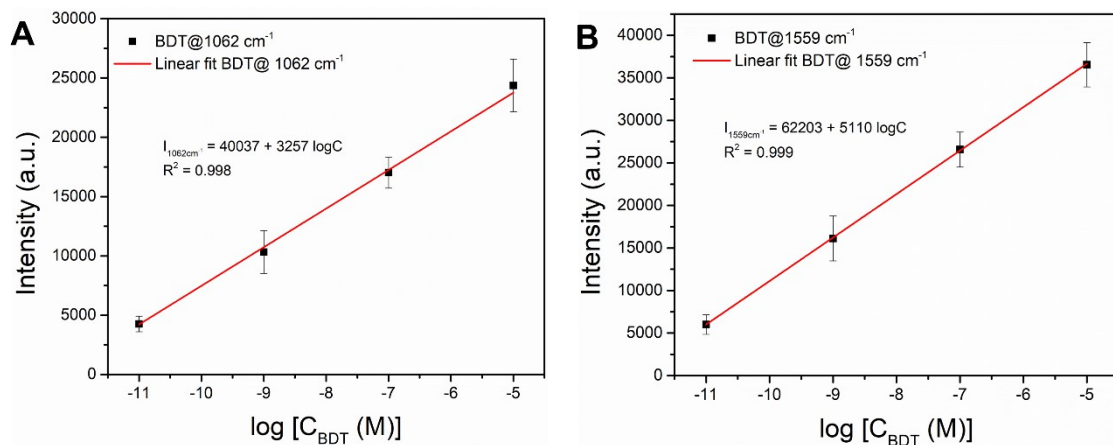 A
30000
25000
20000
15000
10000
5000
0
Intensity (a.u.)
BDT@1062 cm⁻¹
Linear fit BDT@ 1062 cm⁻¹
I₁₀₆₂cm⁻¹ = 40037 + 3257 logC
R² = 0.998
-11 -10 -9 -8 -7 -6 -5
log [C_BDT (M)]
B
40000
35000
30000
25000
20000
15000
10000
5000
0
Intensity (a.u.)
BDT@1559 cm⁻¹
Linear fit BDT@ 1559 cm⁻¹
I₁₅₅₉cm⁻¹ = 62203 + 5110 logC
R² = 0.999
-11 -10 -9 -8 -7 -6 -5
log [C_BDT (M)]